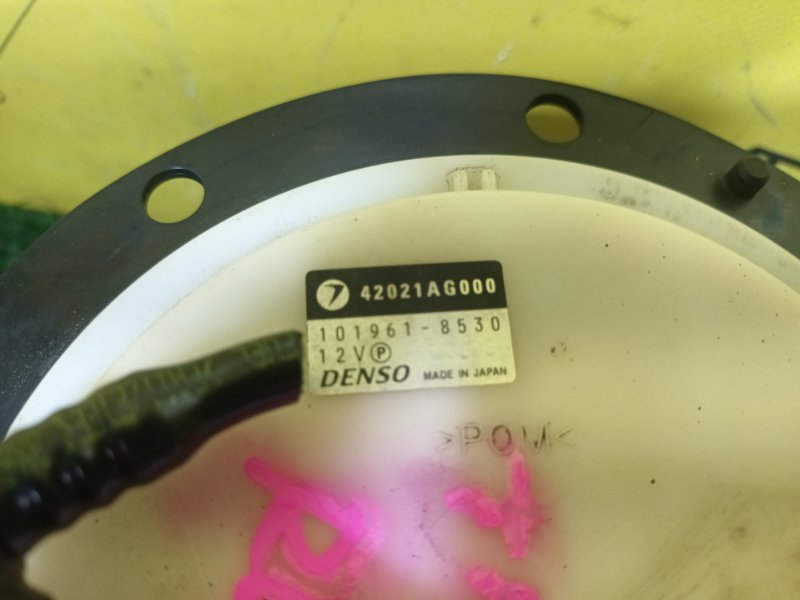 42021AG000
101961-8530
12V Ⓟ
DENSO MADE IN JAPAN
>POM<